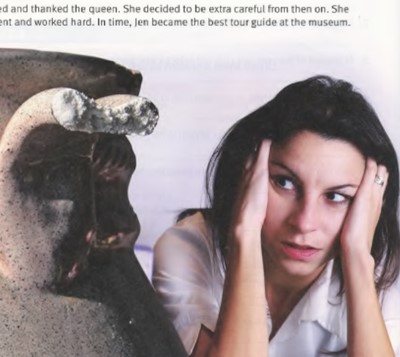 ed and thanked the queen. She decided to be extra careful from then on. She
ent and worked hard. In time, Jen became the best tour guide at the museum.